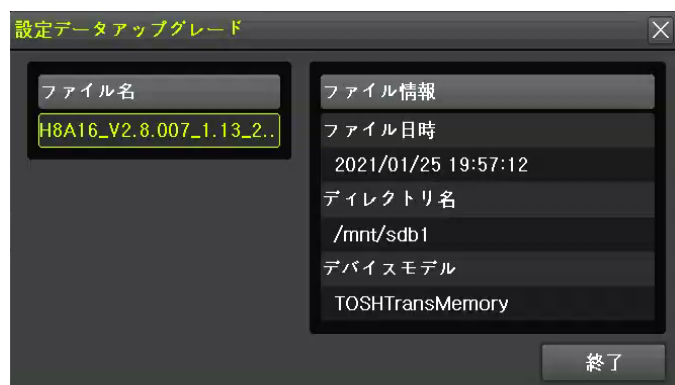 設定データアップグレード
ファイル名
H8A16_V2.8.007_1.13_2..
ファイル情報
ファイル日時
2021/01/25 19:57:12
ディレクトリ名
/mnt/sdb1
デバイスモデル
TOSHTransMemory
終了